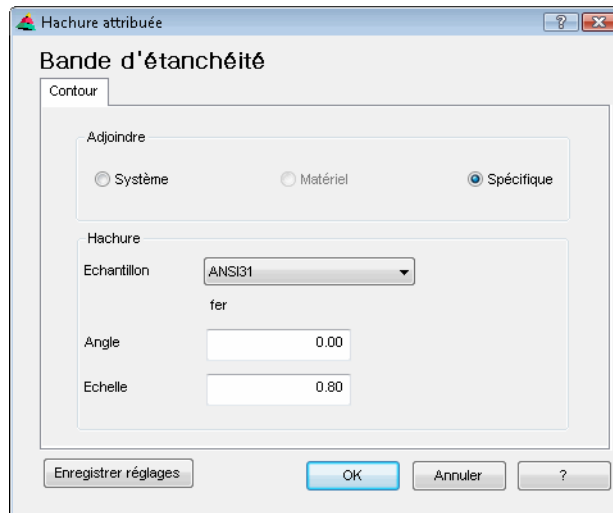 Hachure attribuée
Bande d'étanchéité
Contour
Adjoindre
Système Matériel Spécifique
Hachure
Echantillon ANSI31
fer
Angle 0.00
Echelle 0.80
Enregistrer réglages OK Annuler ?